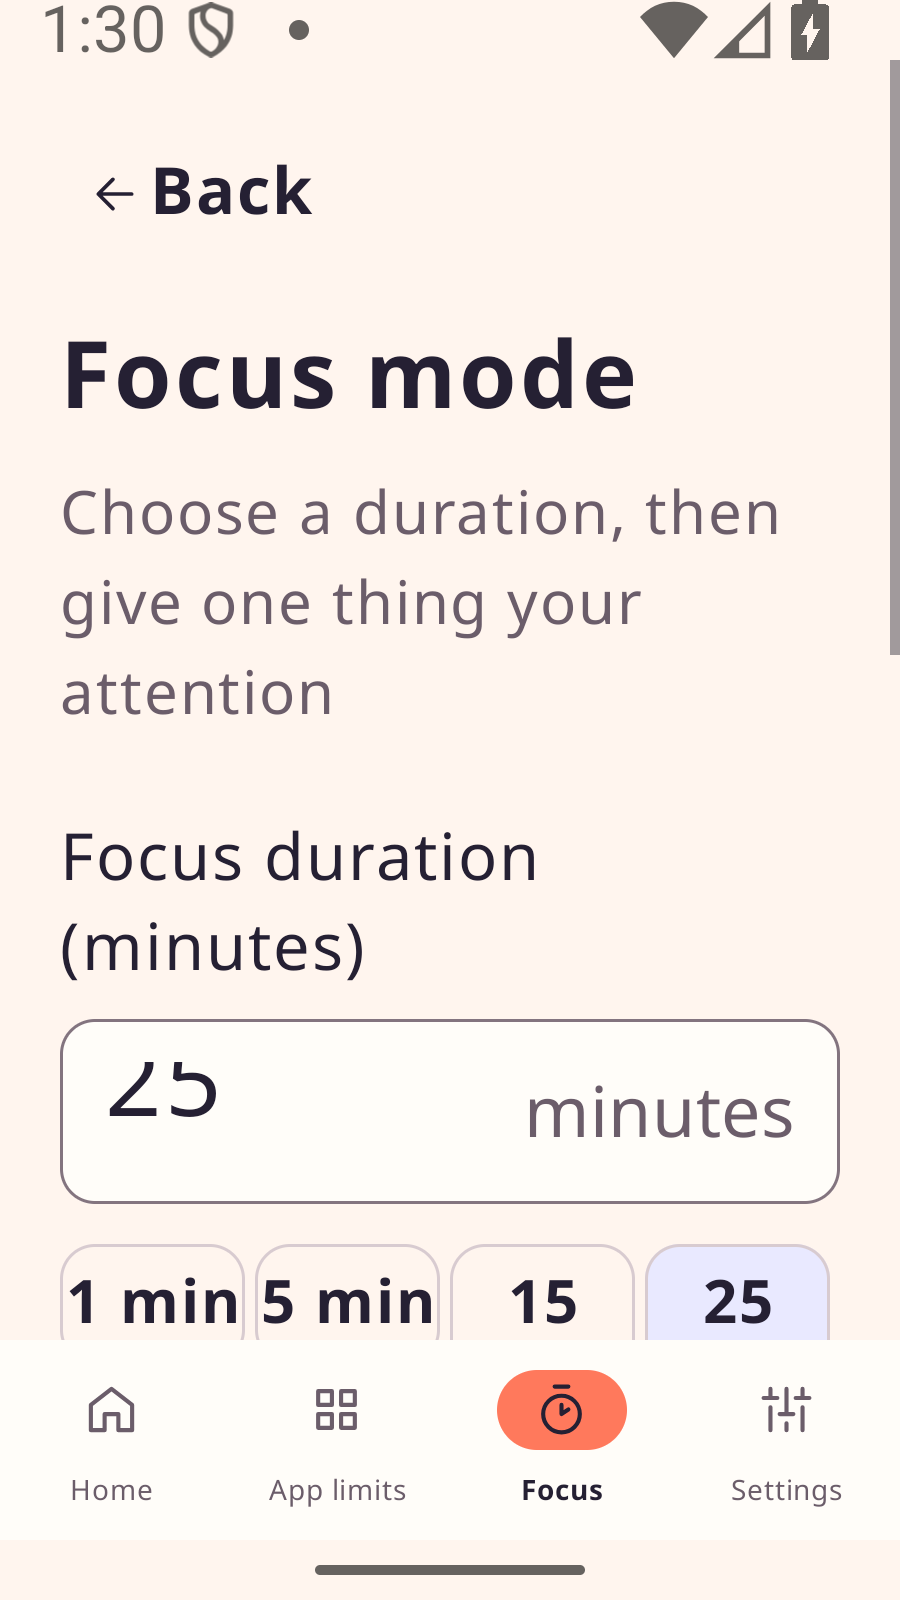 1:30
Back
Focus mode
Choose a duration, then
give one thing your
attention
Focus duration
(minutes)
25 minutes
1 min 5 min 15 25
Home App limits Focus Settings